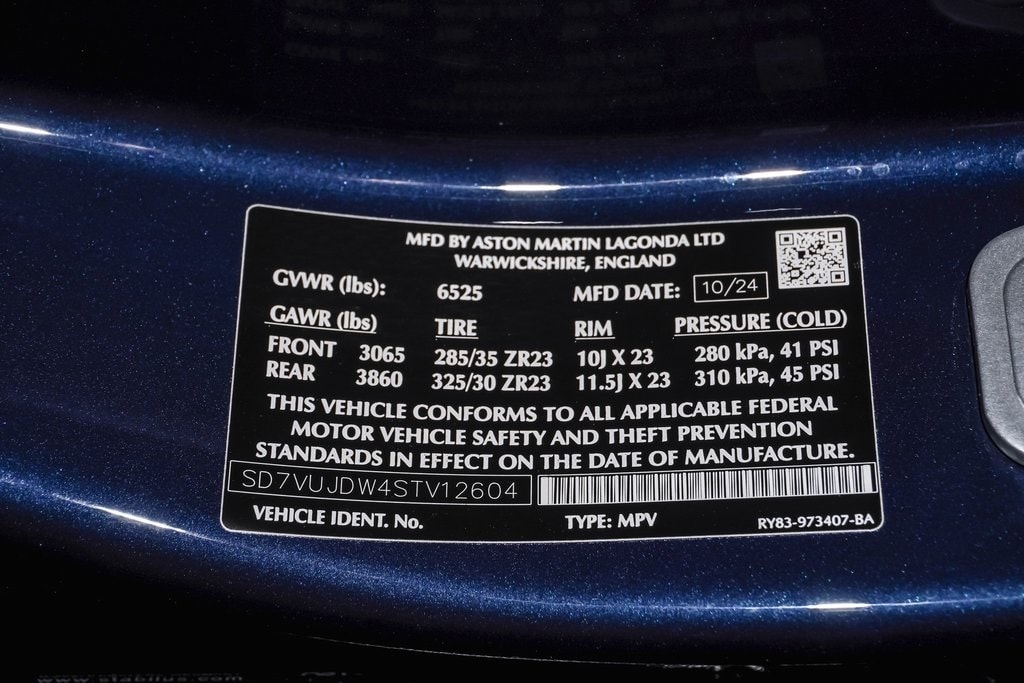 MFD BY ASTON MARTIN LAGONDA LTD
WARWICKSHIRE, ENGLAND
GVWR (lbs): 6525 MFD DATE: 10/24
GAWR (lbs) TIRE RIM PRESSURE (COLD)
FRONT 3065 285/35 ZR23 10J X 23 280 kPa, 41 PSI
REAR 3860 325/30 ZR23 11.5J X 23 310 kPa, 45 PSI
THIS VEHICLE CONFORMS TO ALL APPLICABLE FEDERAL
MOTOR VEHICLE SAFETY AND THEFT PREVENTION
STANDARDS IN EFFECT ON THE DATE OF MANUFACTURE.
SD7VUJDW4STV12604
VEHICLE IDENT. No. TYPE: MPV RY83-973407-BA
www.stabilus.com